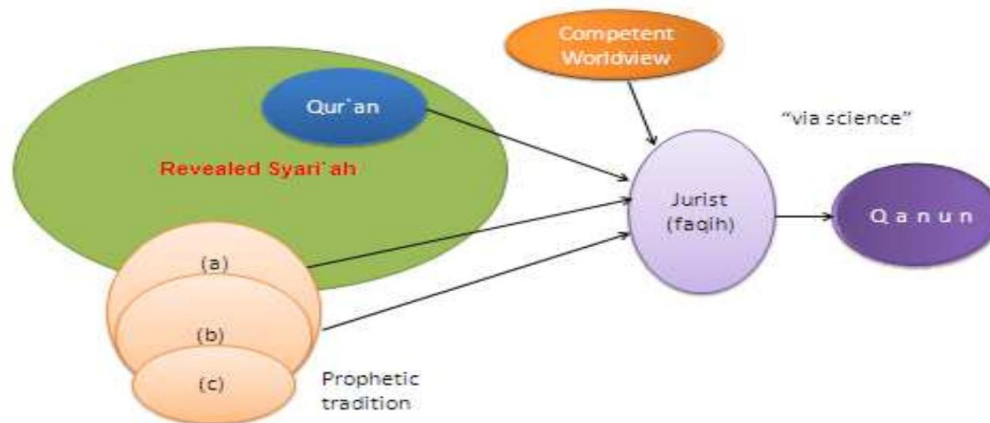 Competent
Worldview
Qur`an
"via science"
Revealed Syari`ah
Jurist
(faqih)
Q a n u n
(a)
(b)
(c)
Prophetic
tradition